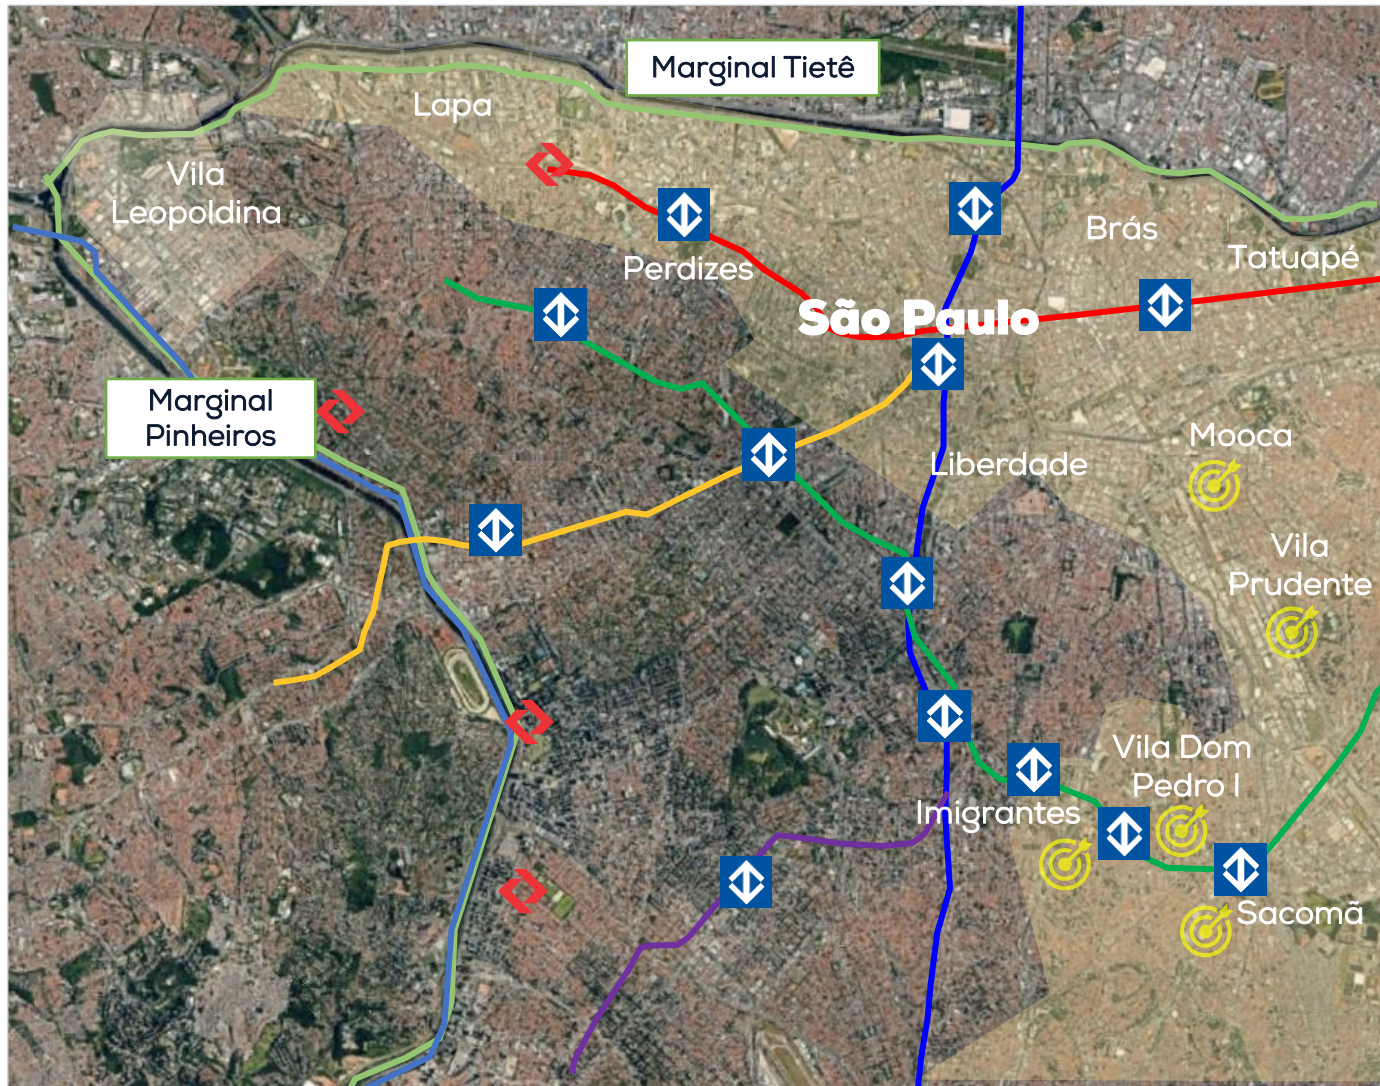 Marginal Tietê
Lapa
Vila
Leopoldina
Brás
Tatuapé
Perdizes
São Paulo
Marginal
Pinheiros
Mooca
Liberdade
Vila
Prudente
Vila Dom
Pedro I
Imigrantes
Sacomã